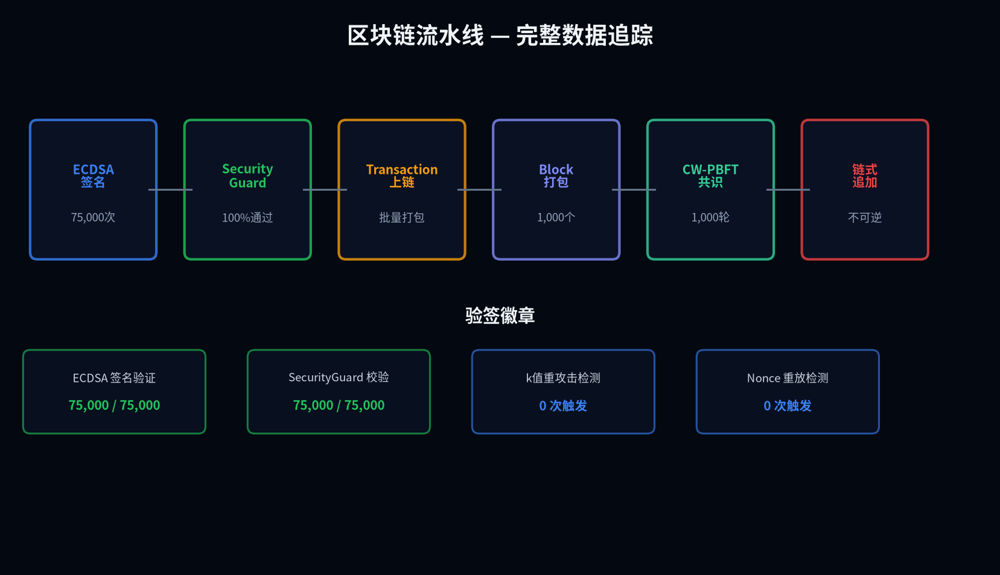 区块链流水线 — 完整数据追踪
ECDSA
签名
75,000次
Security
Guard
100%通过
Transaction
上链
批量打包
Block
打包
1,000个
CW-PBFT
共识
1,000轮
链式
追加
不可逆
验签徽章
ECDSA 签名验证
75,000 / 75,000
SecurityGuard 校验
75,000 / 75,000
k值重攻击检测
0 次触发
Nonce 重放检测
0 次触发